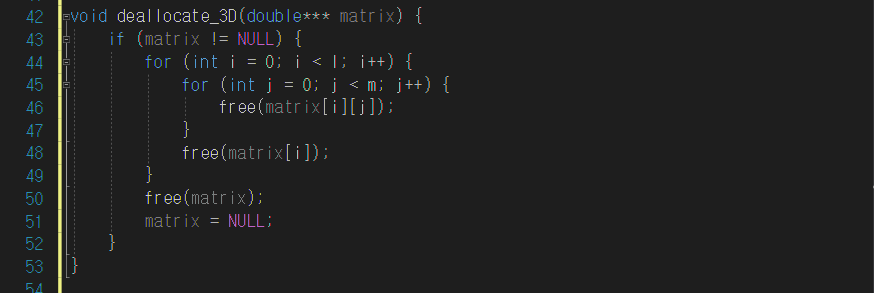 42 void deallocate_3D(double*** matrix) {
43 if (matrix != NULL) {
44 for (int i = 0; i < l; i++) {
45 for (int j = 0; j < m; j++) {
46 free(matrix[i][j]);
47 }
48 free(matrix[i]);
49 }
50 free(matrix);
51 matrix = NULL;
52 }
53 }
54